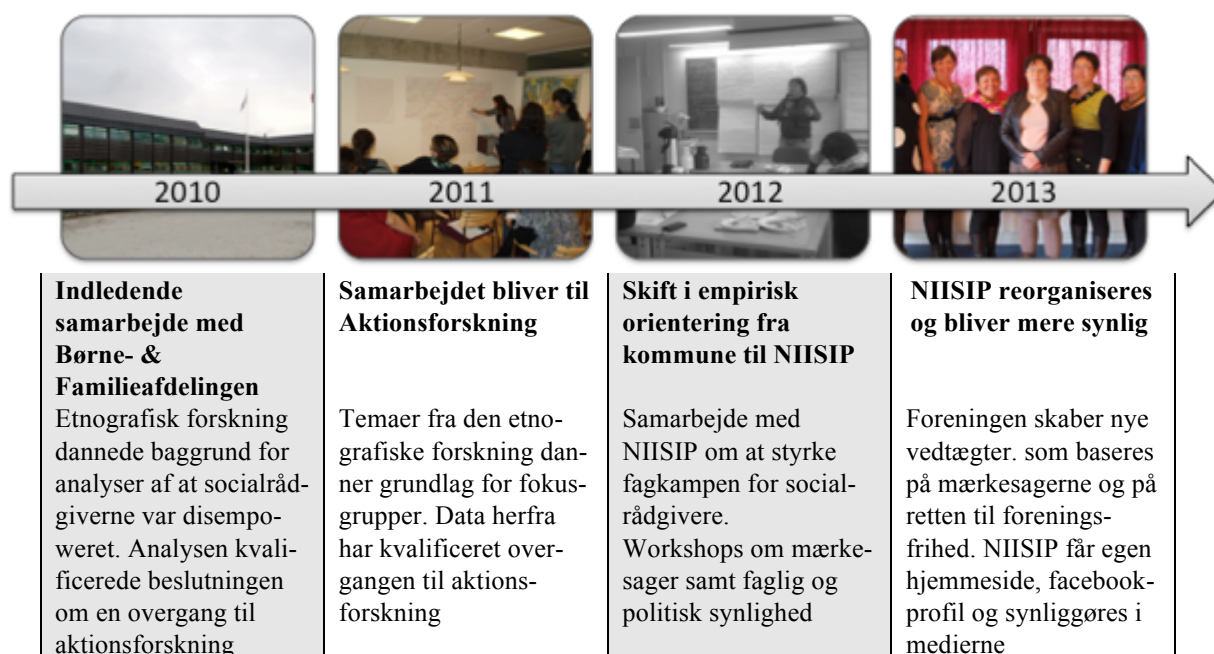 2010
2011
2012
2013
Indledende
samarbejde med
Børne- &
Familieafdelingen
Etnografisk forskning
dannede baggrund for
analyser af at socialråd-
giverne var disempo-
weret. Analysen kvali-
ficerede beslutningen
om en overgang til
aktionsforskning
Samarbejdet bliver til
Aktionsforskning
Temaer fra den etno-
grafiske forskning dan-
ner grundlag for fokus-
grupper. Data herfra
har kvalificeret over-
gangen til aktions-
forskning
Skift i empirisk
orientering fra
kommune til NIISIP
Samarbejde med
NIISIP om at styrke
fagkampen for social-
rådgivere.
Workshops om mærke-
sager samt faglig og
politisk synlighed
NIISIP reorganiseres
og bliver mere synlig
Foreningen skaber nye
vedtægter. som baseres
på mærkesagerne og på
retten til forenings-
frihed. NIISIP får egen
hjemmeside, facebook-
profil og synliggøres i
medierne